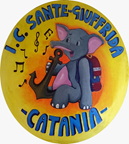 I.C. SANTE-GIUFFRIDA
-CATANIA-